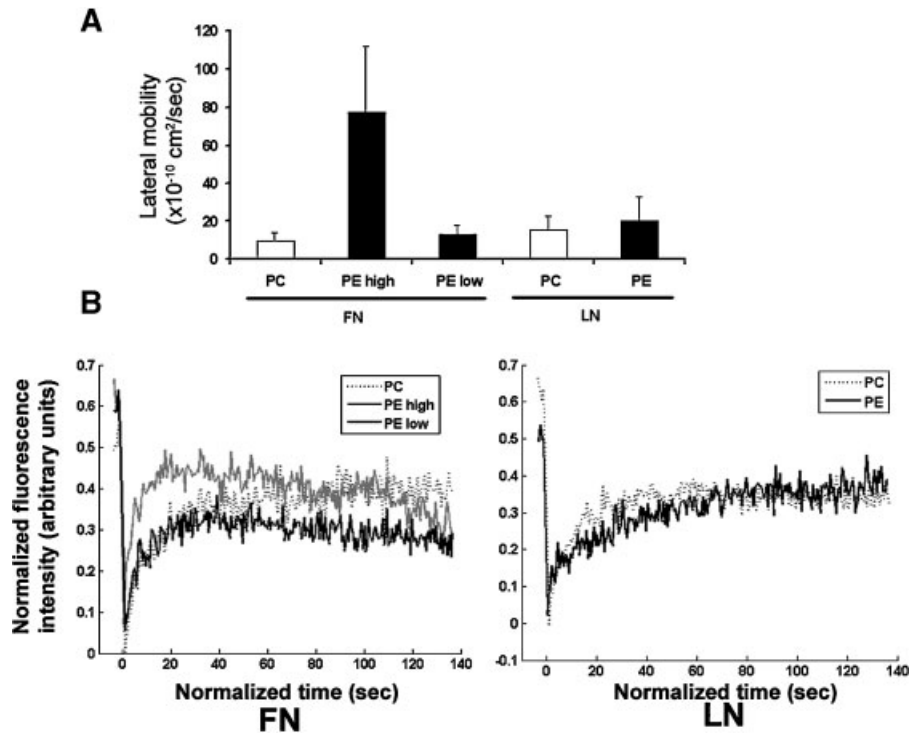 A
Lateral mobility
(x10⁻¹⁰ cm²/sec)
120
100
80
60
40
20
0
PC PE high PE low PC PE
FN LN
B
Normalized fluorescence
intensity (arbitrary units)
0.7
0.6
0.5
0.4
0.3
0.2
0.1
0
PC
PE high
PE low
0 20 40 60 80 100 120 140
Normalized time (sec)
FN
0.7
0.6
0.5
0.4
0.3
0.2
0.1
0
-0.1
PC
PE
0 20 40 60 80 100 120 140
Normalized time (sec)
LN